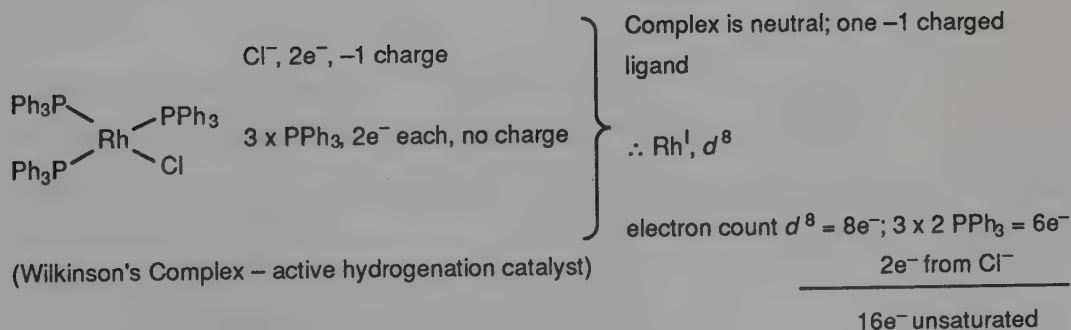 Complex is neutral; one –1 charged
Cl⁻, 2e⁻, –1 charge
ligand
Ph₃P
PPh₃
3 x PPh₃, 2e⁻ each, no charge
Rh
∴ Rhᴵ, d⁸
Ph₃P
Cl
electron count d⁸ = 8e⁻; 3 x 2 PPh₃ = 6e⁻
(Wilkinson's Complex – active hydrogenation catalyst)
2e⁻ from Cl⁻
16e⁻ unsaturated